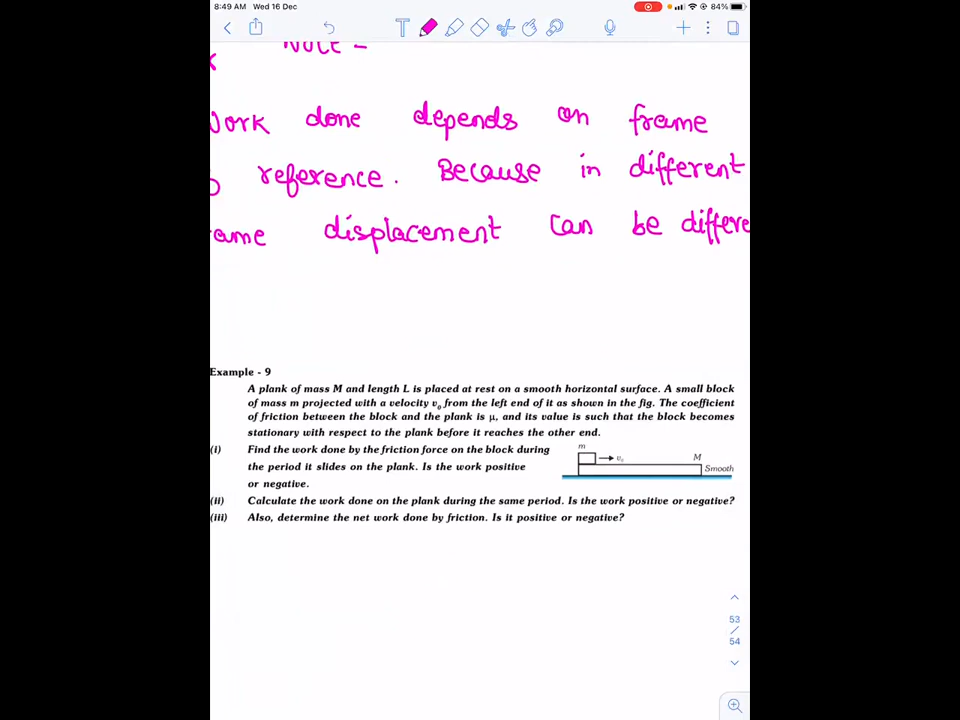 8:49 AM Wed 16 Dec 84%
Note -
Work done depends on frame
reference. Because in different
ame displacement can be differe
Example - 9
A plank of mass M and length L is placed at rest on a smooth horizontal surface. A small block
of mass m projected with a velocity v0 from the left end of it as shown in the fig. The coefficient
of friction between the block and the plank is μ, and its value is such that the block becomes
stationary with respect to the plank before it reaches the other end.
(i) Find the work done by the friction force on the block during
the period it slides on the plank. Is the work positive
or negative.
m
v0
M
Smooth
(ii) Calculate the work done on the plank during the same period. Is the work positive or negative?
(iii) Also, determine the net work done by friction. Is it positive or negative?
53
/
54